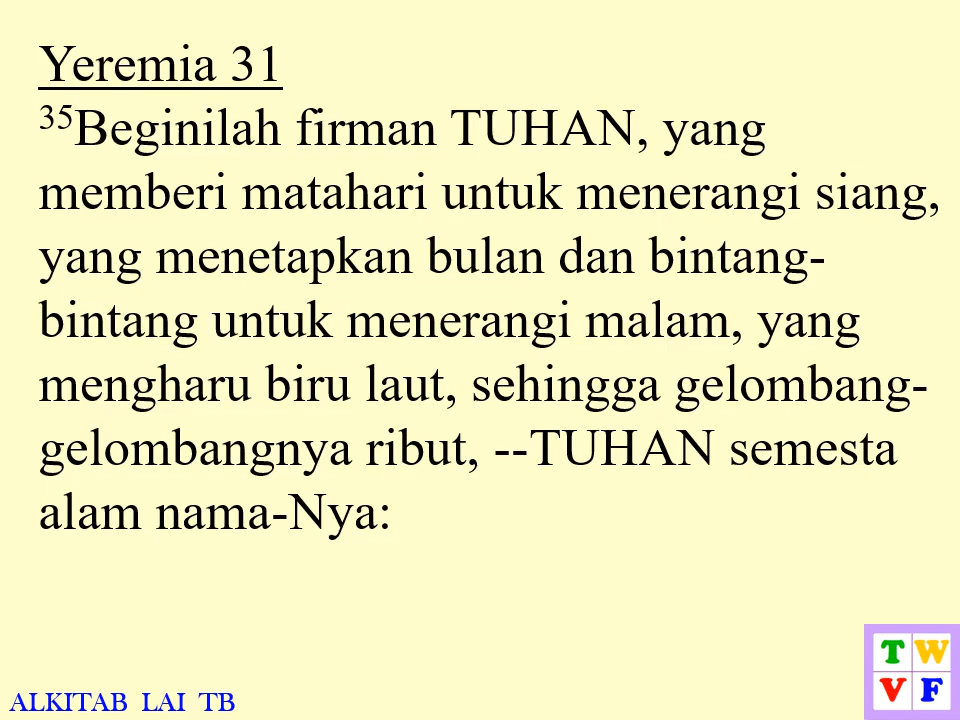 Yeremia 31
35Beginilah firman TUHAN, yang
memberi matahari untuk menerangi siang,
yang menetapkan bulan dan bintang-
bintang untuk menerangi malam, yang
mengharu biru laut, sehingga gelombang-
gelombangnya ribut, --TUHAN semesta
alam nama-Nya:
T W
V F
ALKITAB LAI TB